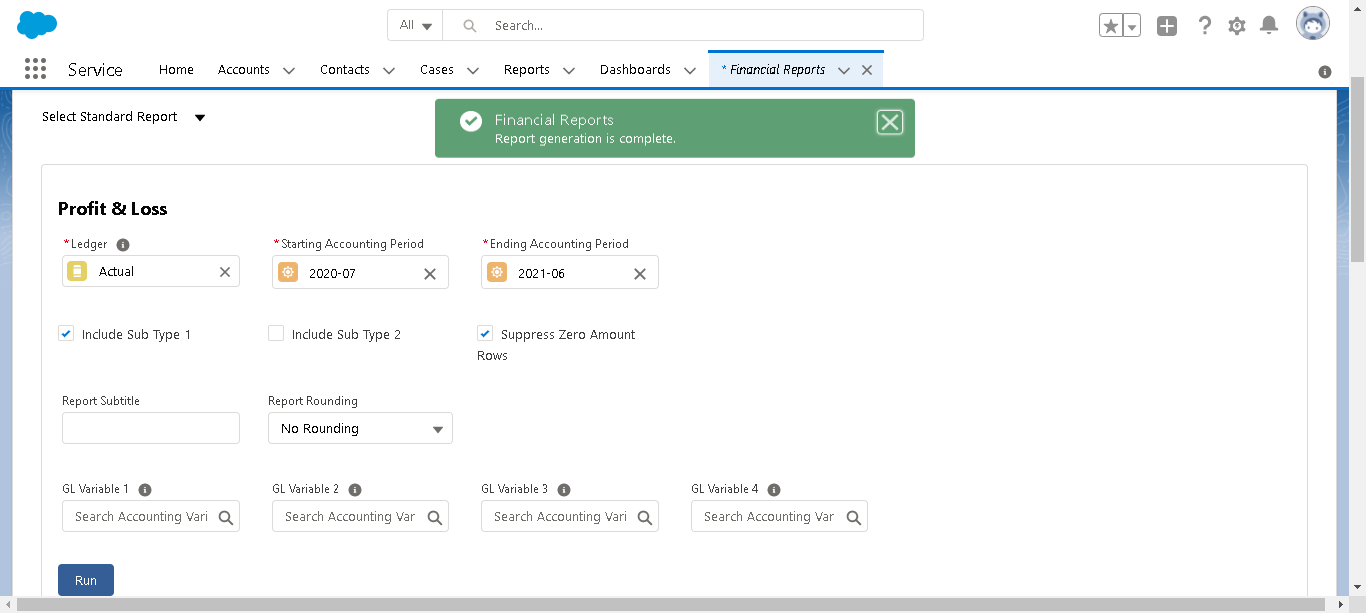 All
Search...
Service
Home
Accounts
Contacts
Cases
Reports
Dashboards
* Financial Reports
Select Standard Report
Financial Reports
Report generation is complete.
Profit & Loss
*Ledger
*Starting Accounting Period
*Ending Accounting Period
Actual
2020-07
2021-06
Include Sub Type 1
Include Sub Type 2
Suppress Zero Amount
Rows
Report Subtitle
Report Rounding
No Rounding
GL Variable 1
GL Variable 2
GL Variable 3
GL Variable 4
Search Accounting Vari
Search Accounting Var
Search Accounting Vari
Search Accounting Var
Run